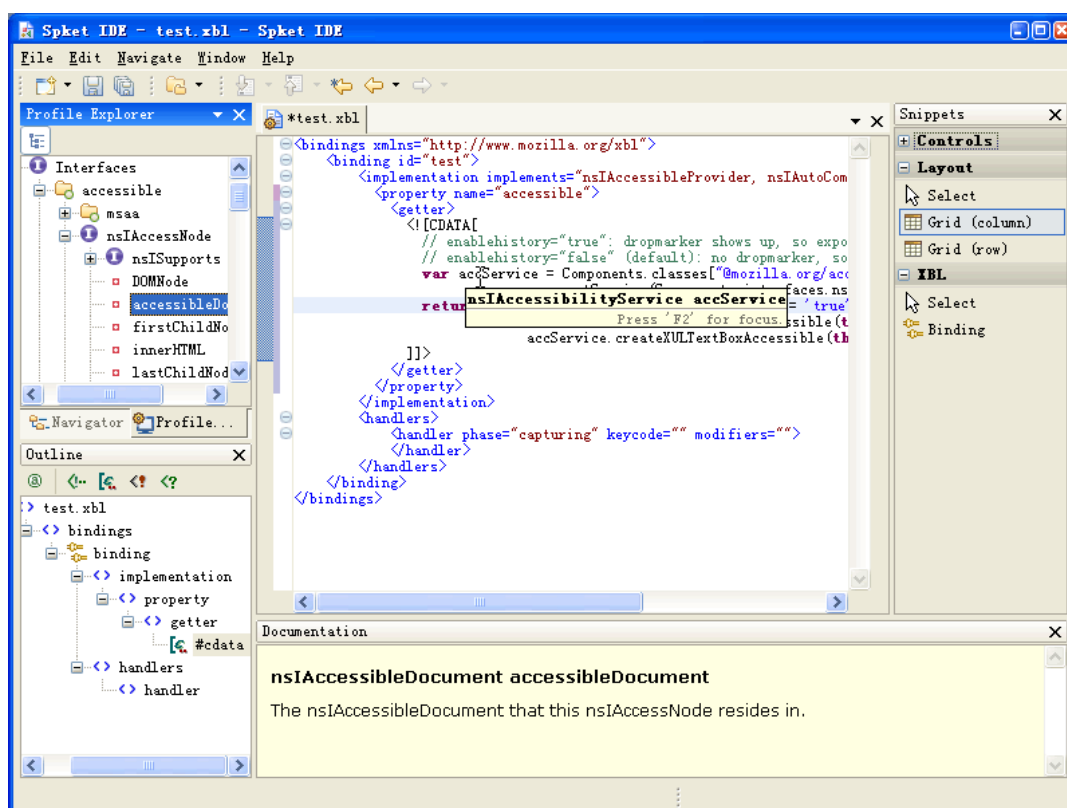 Spket IDE - test.xbl - Spket IDE
File Edit Navigate Window Help
Profile Explorer
Interfaces
accessible
msaa
nsIAccessNode
nsISupports
DOMNode
accessibleDo
firstChildNo
innerHTML
lastChildNod
Navigator Profile...
Outline
test.xbl
bindings
binding
implementation
property
getter
#cdata
handlers
handler
*test.xbl
<bindings xmlns="http://www.mozilla.org/xbl">
<binding id="test">
<implementation implements="nsIAccessibleProvider, nsIAutoCom
<property name="accessible">
<getter>
<![CDATA[
// enablehistory="true": dropmarker shows up, so expo
// enablehistory="false" (default): no dropmarker, so
var accService = Components.classes["@mozilla.org/acc
nsIAccessibilityService accService
Press 'F2' for focus.
accService.createXULTextBoxAccessible(th
]]>
</getter>
</property>
</implementation>
<handlers>
<handler phase="capturing" keycode="" modifiers="">
</handler>
</handlers>
</binding>
</bindings>
Snippets
Controls
Layout
Select
Grid (column)
Grid (row)
XBL
Select
Binding
Documentation
nsIAccessibleDocument accessibleDocument
The nsIAccessibleDocument that this nsIAccessNode resides in.